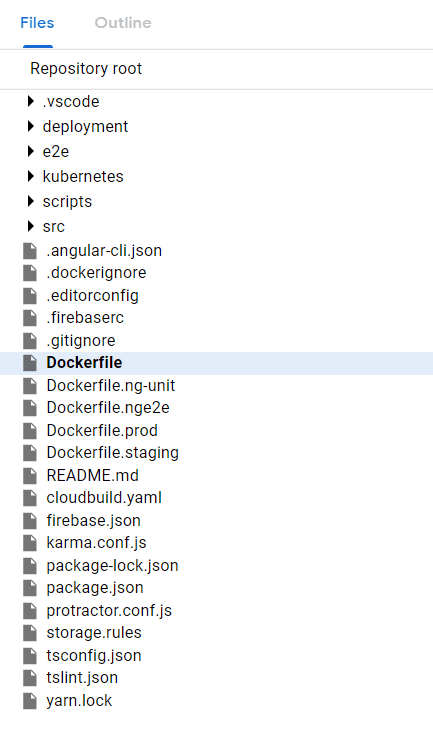 Files Outline
Repository root
.vscode
deployment
e2e
kubernetes
scripts
src
.angular-cli.json
.dockerignore
.editorconfig
.firebaserc
.gitignore
Dockerfile
Dockerfile.ng-unit
Dockerfile.nge2e
Dockerfile.prod
Dockerfile.staging
README.md
cloudbuild.yaml
firebase.json
karma.conf.js
package-lock.json
package.json
protractor.conf.js
storage.rules
tsconfig.json
tslint.json
yarn.lock